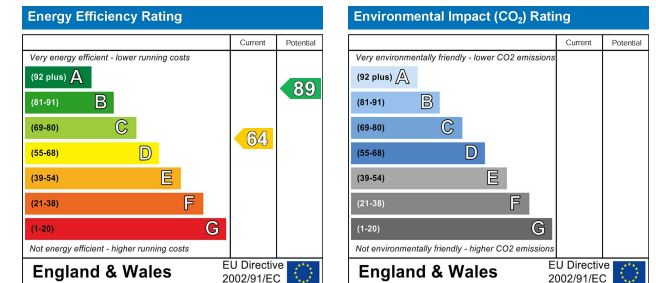 Energy Efficiency Rating
Current Potential
Very energy efficient - lower running costs
(92 plus) A
(81-91) B
89
(69-80) C
64
(55-68) D
(39-54) E
(21-38) F
(1-20) G
Not energy efficient - higher running costs
England & Wales
EU Directive
2002/91/EC
Environmental Impact (CO2) Rating
Current Potential
Very environmentally friendly - lower CO2 emissions
(92 plus) A
(81-91) B
(69-80) C
(55-68) D
(39-54) E
(21-38) F
(1-20) G
Not environmentally friendly - higher CO2 emissions
England & Wales
EU Directive
2002/91/EC